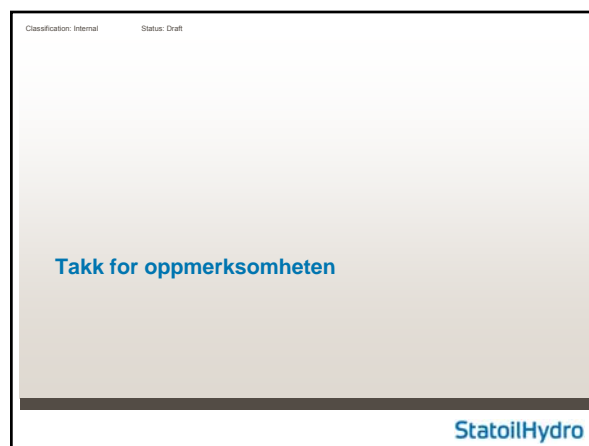 Classification: Internal Status: Draft
Takk for oppmerksomheten
StatoilHydro